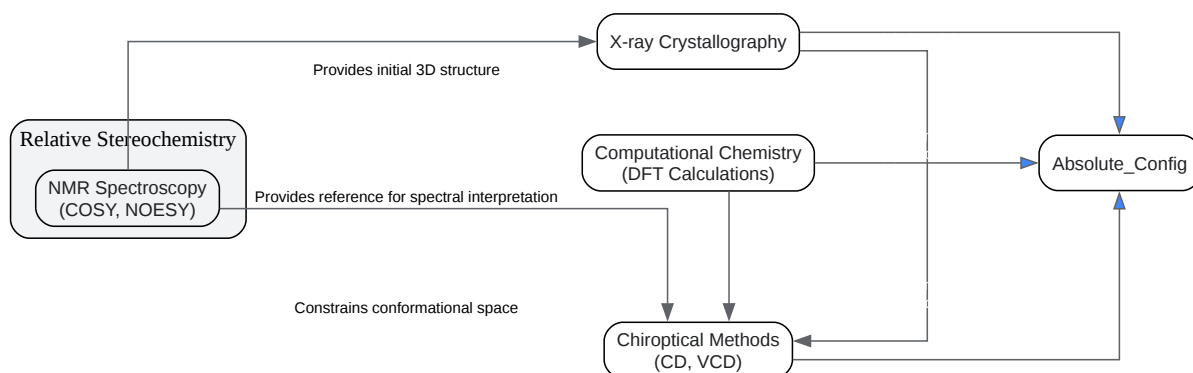 X-ray Crystallography
Provides initial 3D structure
Relative Stereochemistry
Computational Chemistry
(DFT Calculations)
Absolute_Config
NMR Spectroscopy
(COSY, NOESY)
Provides reference for spectral interpretation
Constrains conformational space
Chiroptical Methods
(CD, VCD)